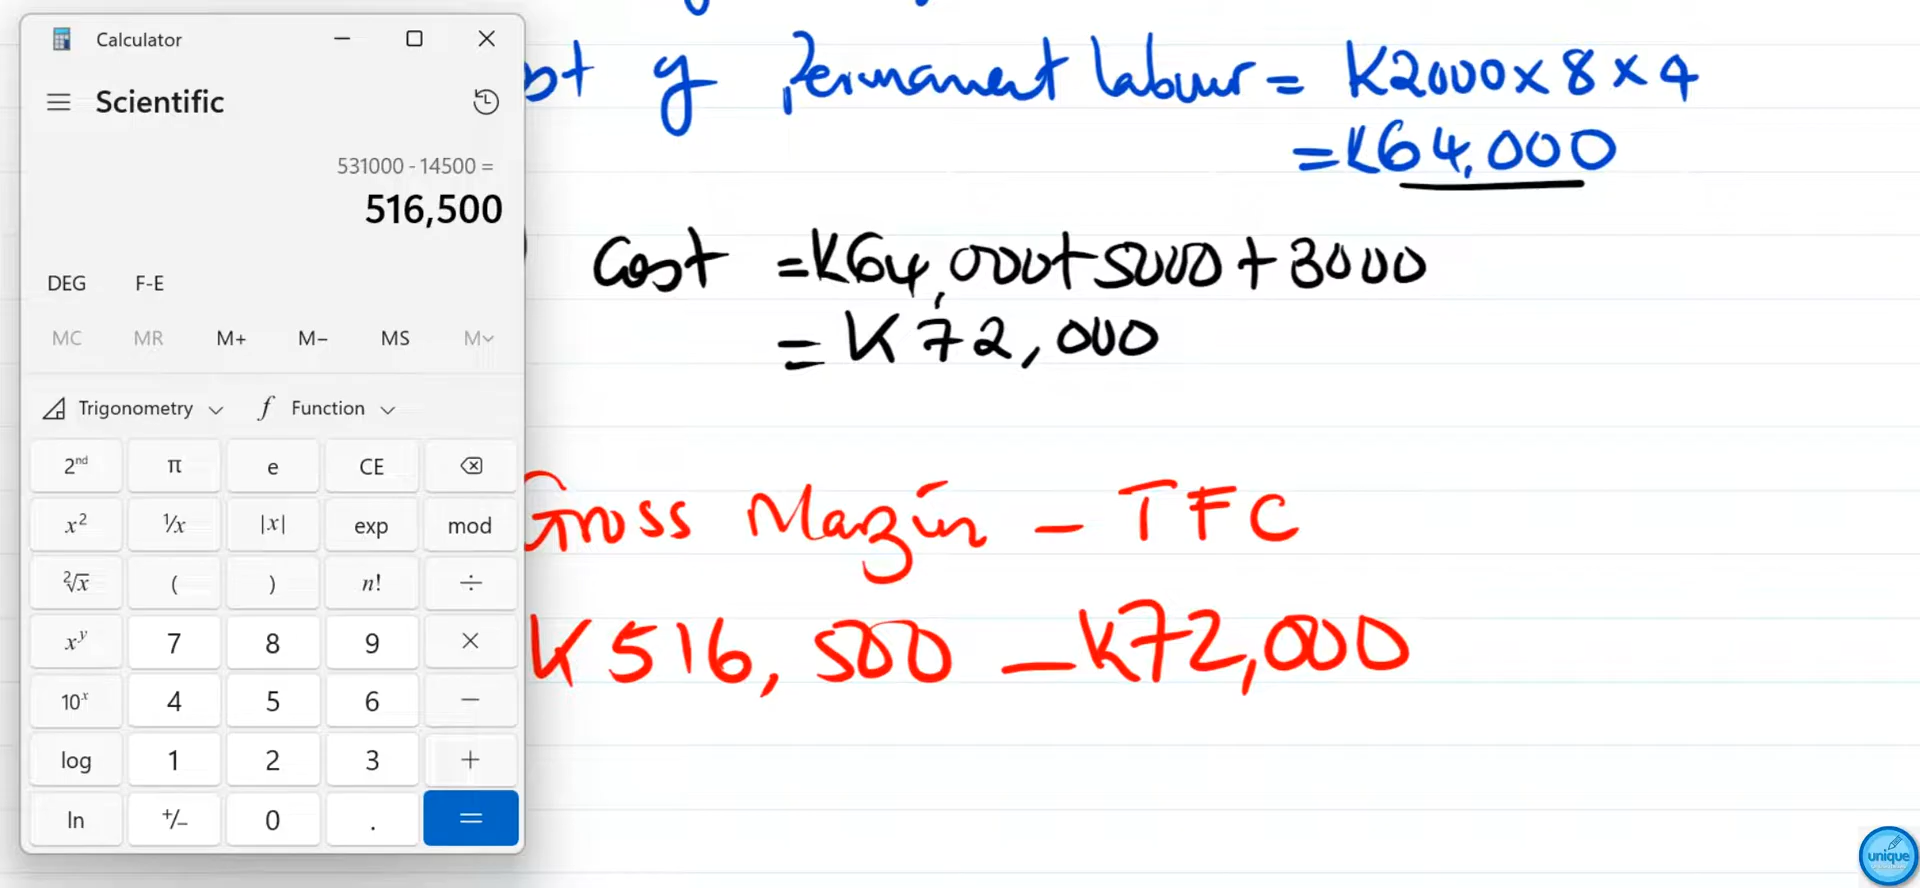 Calculator
Scientific
531000 - 14500 =
516,500
DEG F-E
MC MR M+ M− MS M
Trigonometry f Function
2nd π e CE
x² ¹/x |x| exp mod
²√x ( ) n! ÷
xʸ 7 8 9 ×
10ˣ 4 5 6 −
log 1 2 3 +
ln +/− 0 . =
Permanent labour = K2000 × 8 × 4
= K64,000
Cost = K64,000 + 5000 + 3000
= K72,000
Gross Margin − TFC
K516,500 − K72,000
unique